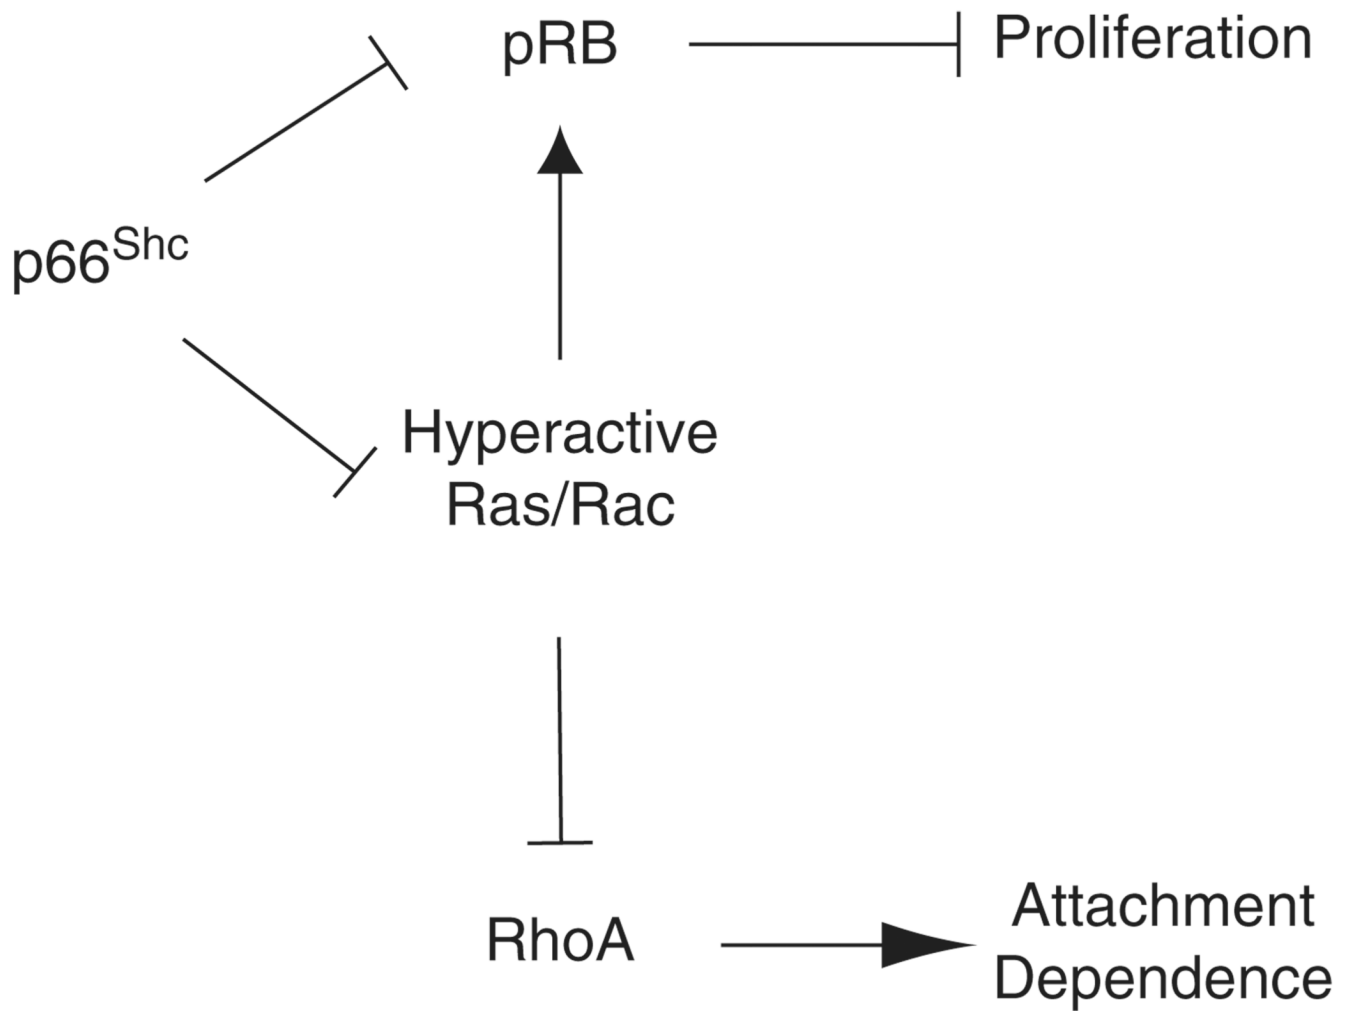 pRB
Proliferation
p66Shc
Hyperactive
Ras/Rac
RhoA
Attachment
Dependence